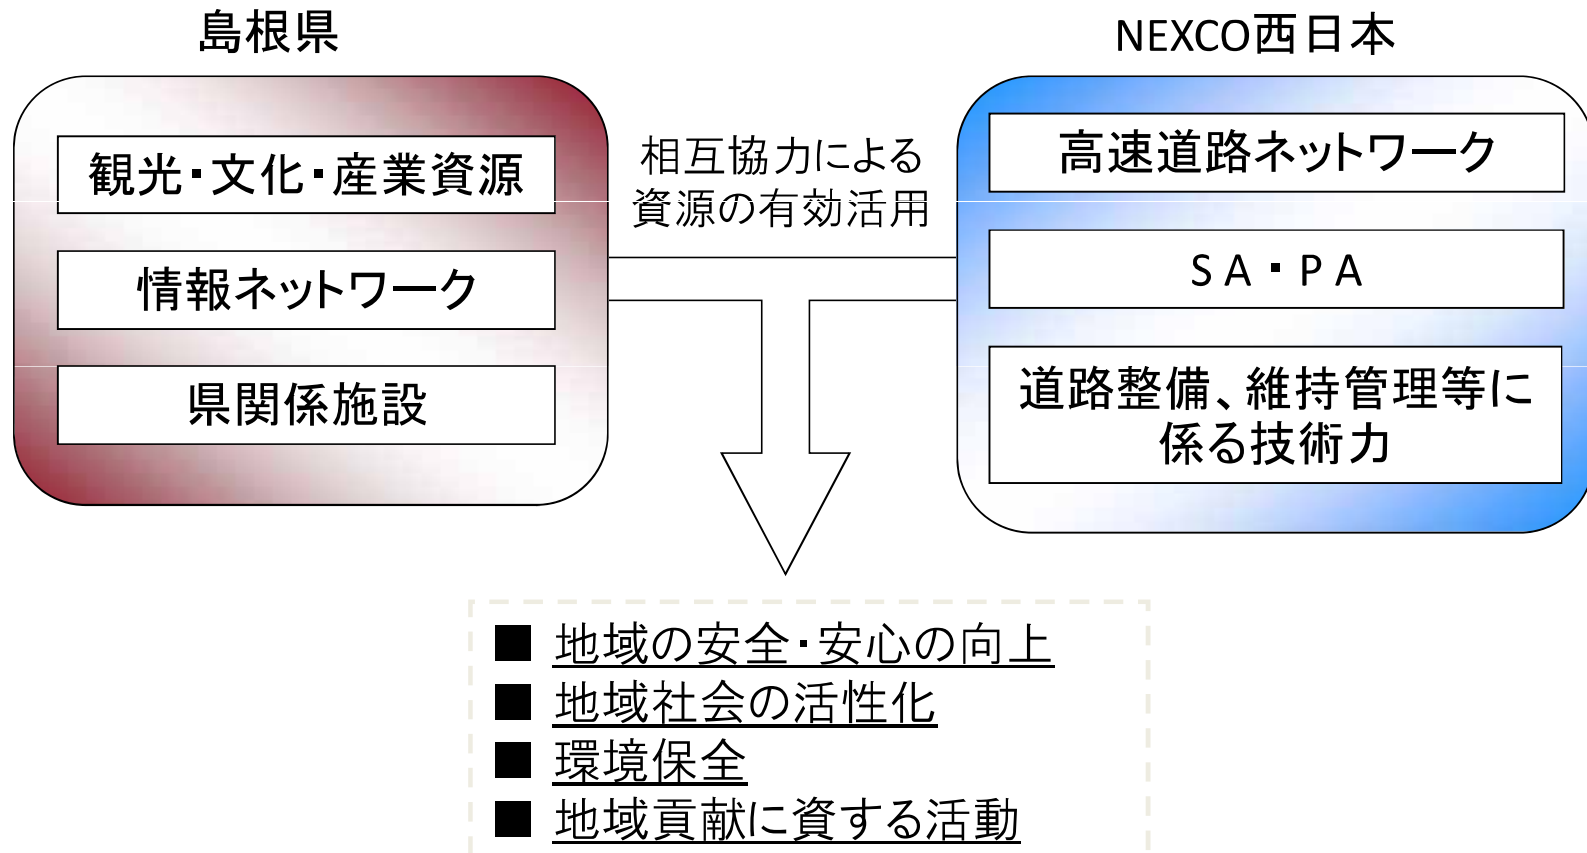 島根県
観光・文化・産業資源
情報ネットワーク
県関係施設
相互協力による
資源の有効活用
NEXCO西日本
高速道路ネットワーク
SA・PA
道路整備、維持管理等に
係る技術力
■ 地域の安全・安心の向上
■ 地域社会の活性化
■ 環境保全
■ 地域貢献に資する活動